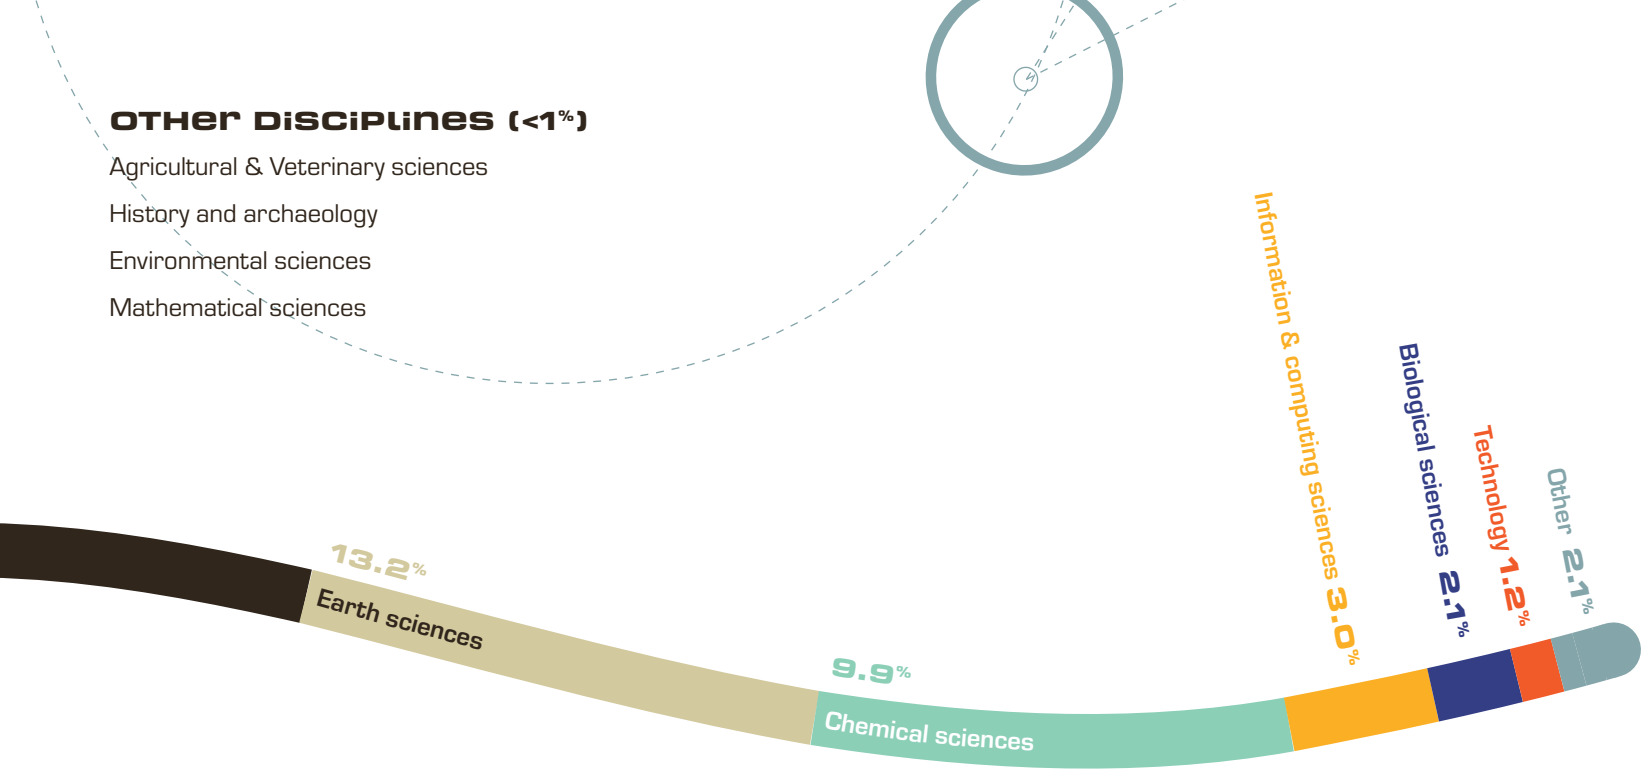 OTHER DISCIPLINES (<1%)
Agricultural & Veterinary sciences
History and archaeology
Environmental sciences
Mathematical sciences
13.2%
Earth sciences
9.9%
Chemical sciences
Information & computing sciences 3.0%
Biological sciences 2.1%
Technology 1.2%
Other 2.1%